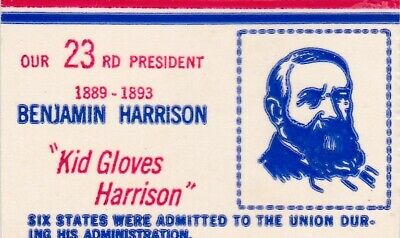 OUR 23 RD PRESIDENT
1889-1893
BENJAMIN HARRISON
"Kid Gloves
Harrison"
SIX STATES WERE ADMITTED TO THE UNION DUR-
ING HIS ADMINISTRATION.